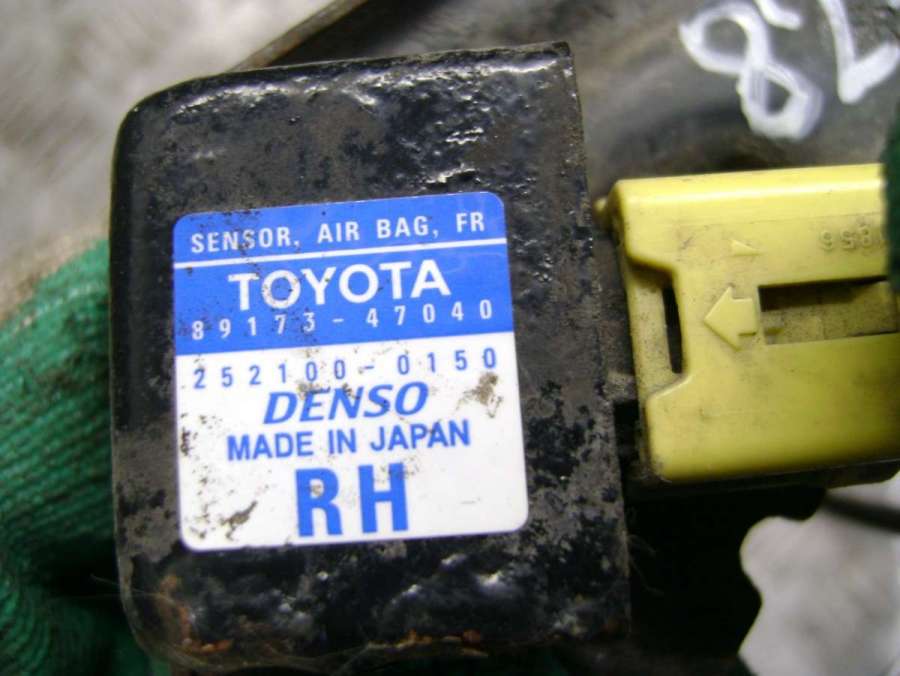 SENSOR, AIR BAG, FR
TOYOTA
89173-47040
252100-0150
DENSO
MADE IN JAPAN
RH